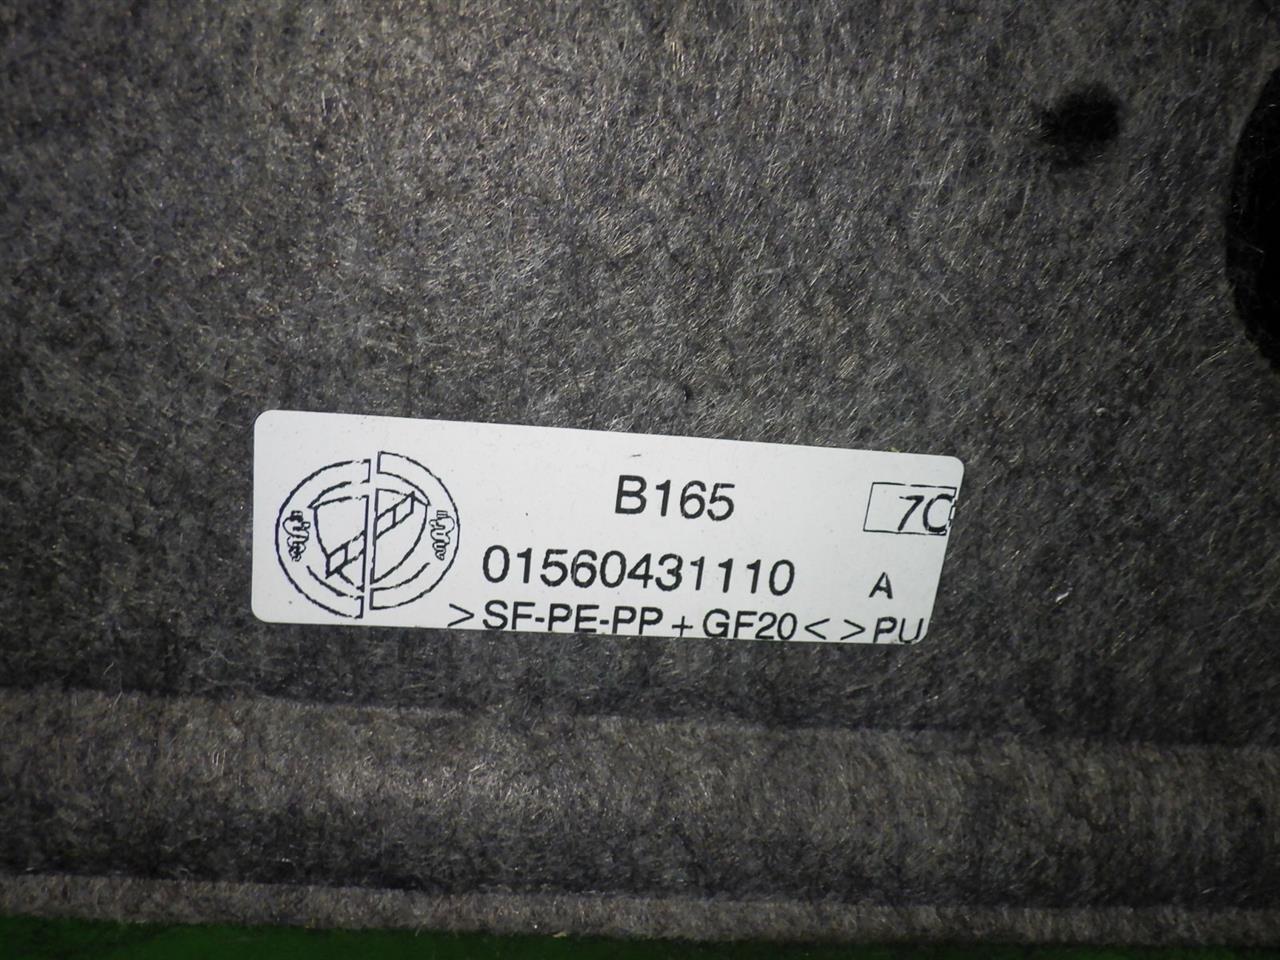 B165
7C
01560431110 A
>SF-PE-PP+GF20< >PU